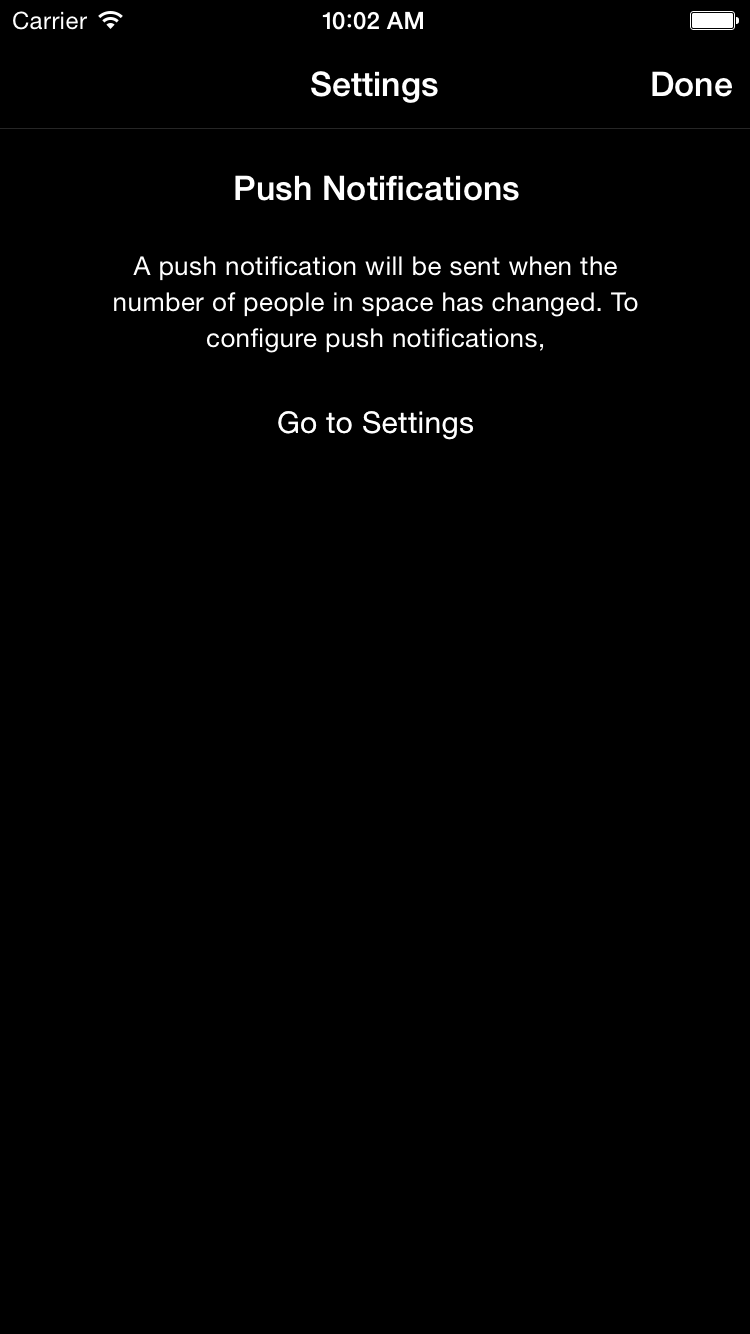 Carrier 10:02 AM
Settings Done
Push Notifications
A push notification will be sent when the
number of people in space has changed. To
configure push notifications,
Go to Settings